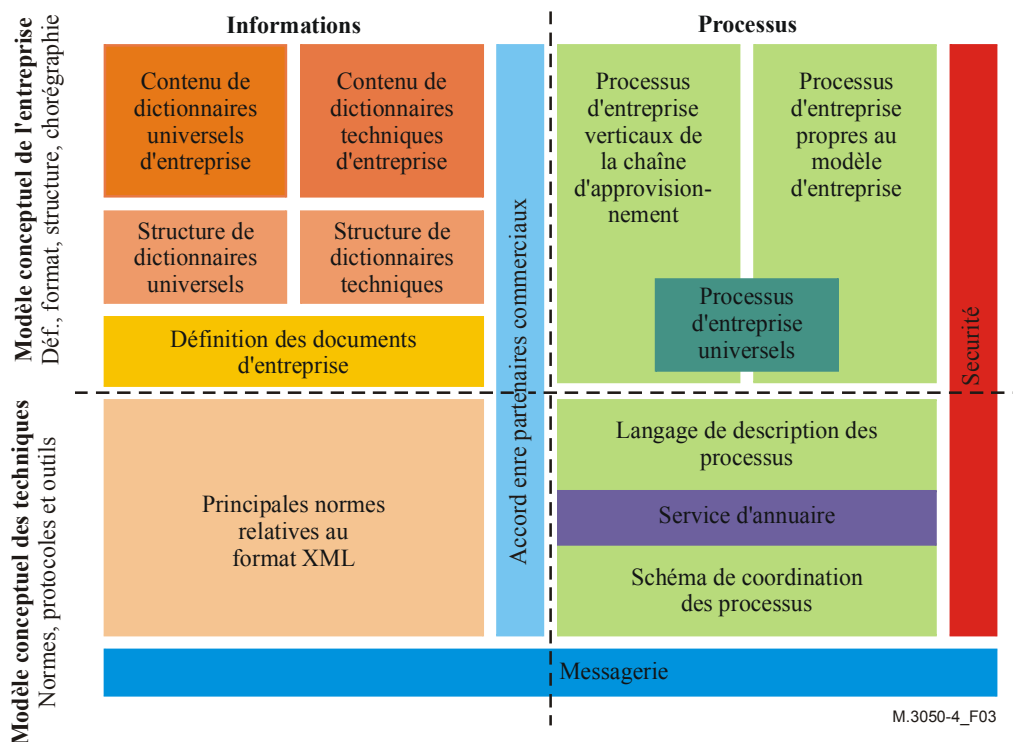 Informations
Processus
Modèle conceptuel de l'entreprise
Déf., format, structure, chorégraphie
Contenu de
dictionnaires
universels
d'entreprise
Contenu de
dictionnaires
techniques
d'entreprise
Structure de
dictionnaires
universels
Structure de
dictionnaires
techniques
Définition des documents
d'entreprise
Accord enre partenaires commerciaux
Processus
d'entreprise
verticaux de
la chaîne
d'approvision-
nement
Processus
d'entreprise
propres au
modèle
d'entreprise
Processus
d'entreprise
universels
Securité
Modèle conceptuel des techniques
Normes, protocoles et outils
Principales normes
relatives au
format XML
Langage de description des
processus
Service d'annuaire
Schéma de coordination
des processus
Messagerie
M.3050-4_F03